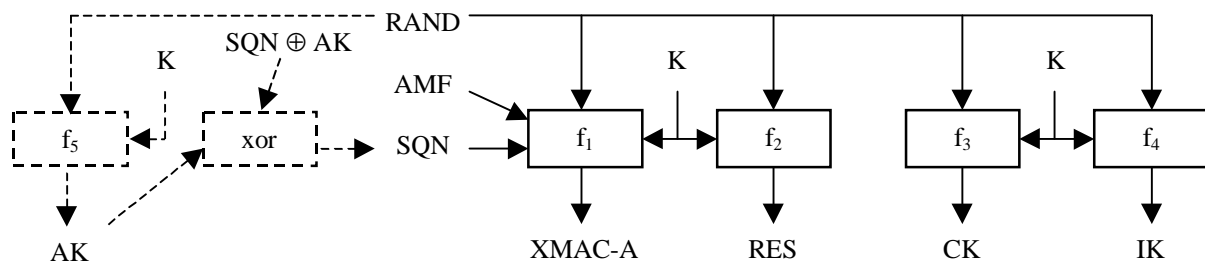 RAND
SQN ⊕ AK
K
K
K
AMF
f₅
xor
SQN
f₁
f₂
f₃
f₄
AK
XMAC-A
RES
CK
IK